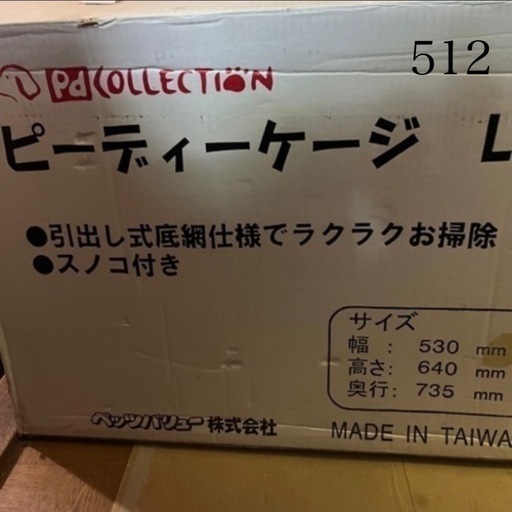 512
Pd COLLECTION
ピーディーケージ L
●引出し式底網仕様でラクラクお掃除
●スノコ付き
サイズ
幅 : 530 mm
高さ: 640 mm
奥行: 735 mm
ペッツバリュー株式会社
MADE IN TAIWA